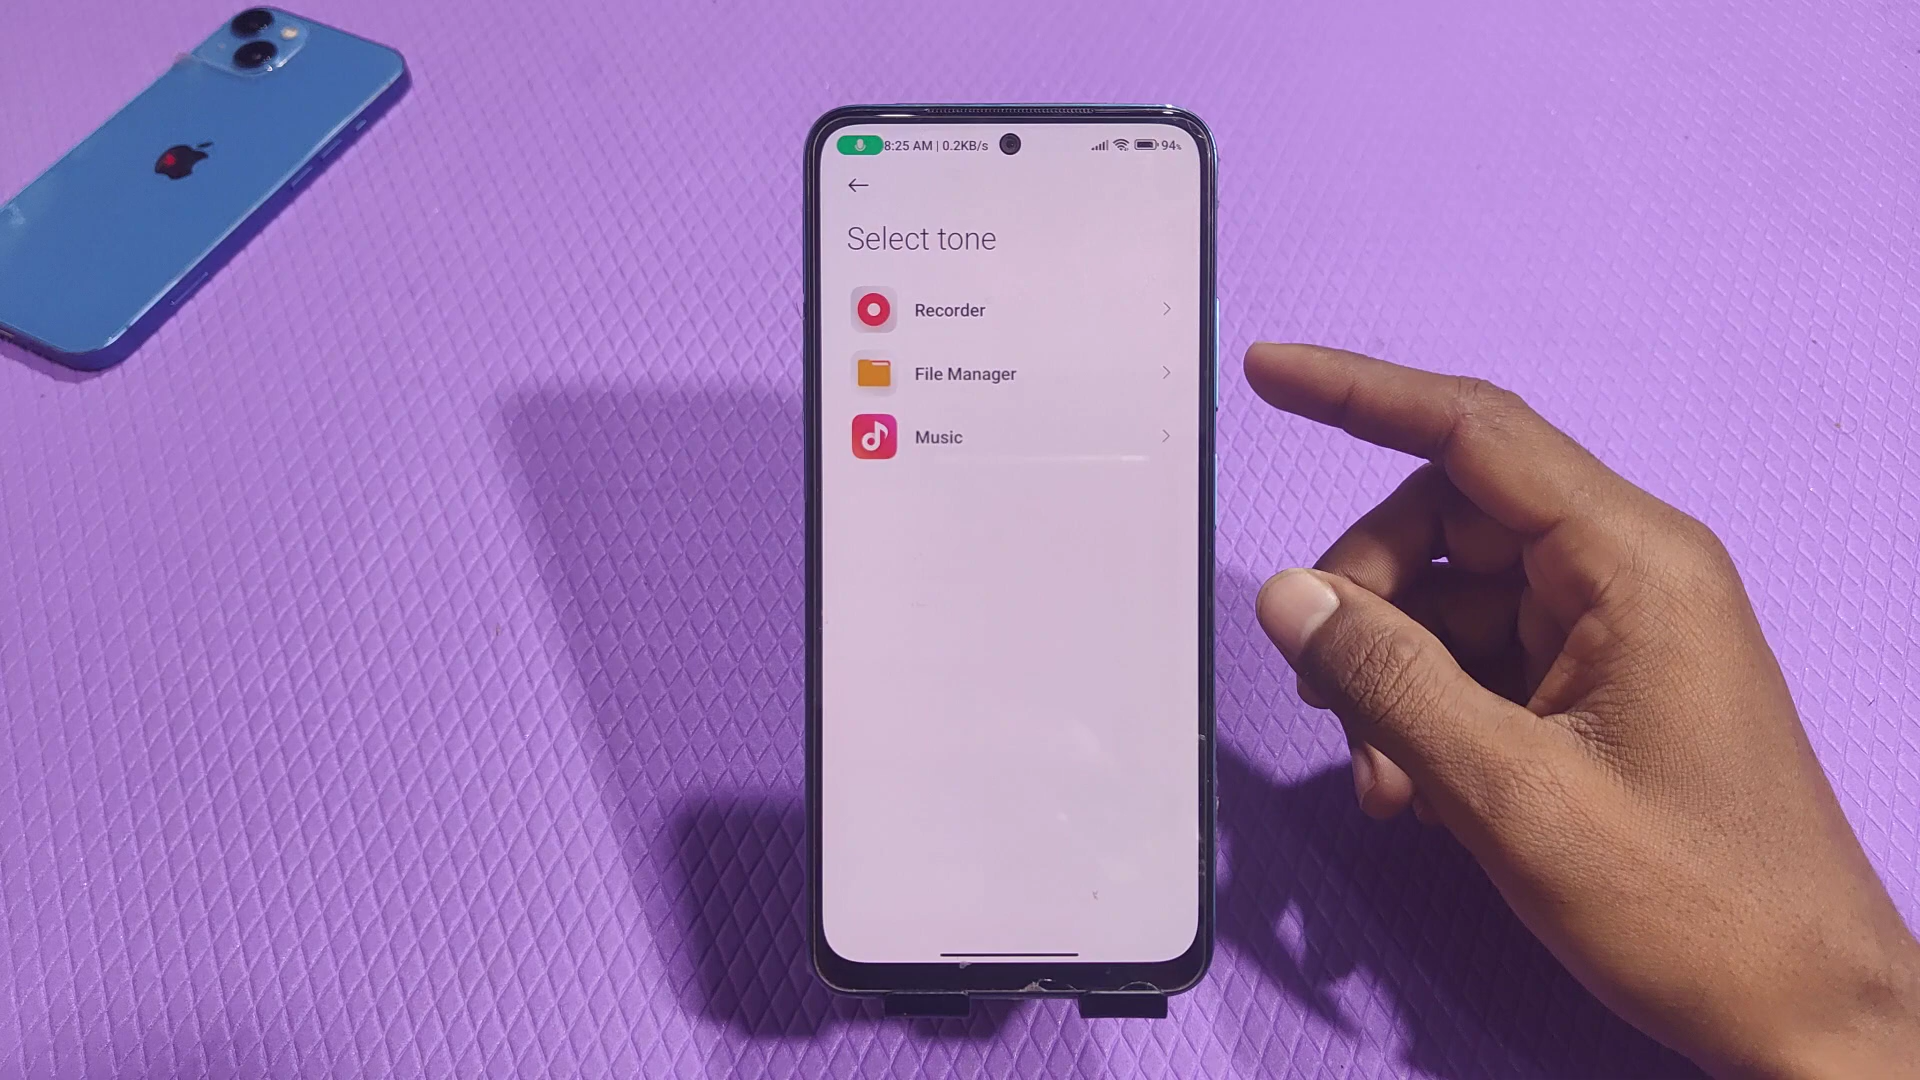 8:25 AM | 0.2KB/s 94%
Select tone
Recorder
File Manager
Music